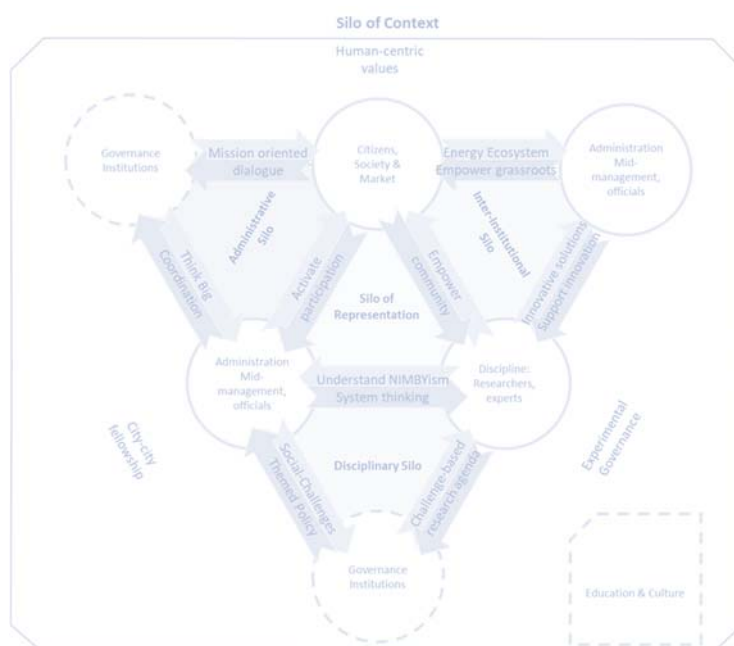 Silo of Context
Human-centric
values
Governance
Institutions
Mission oriented
dialogue
Citizens,
Society &
Market
Energy Ecosystem
Empower grassroots
Administration
Mid-
management,
officials
Administrative
Silo
Inter-institutional
Silo
Think Big
Coordination
Activate
participation
Silo of
Representation
Empower
community
Innovative solutions
Support innovation
Administration
Mid-
management,
officials
Understand NIMBYism
System thinking
Discipline:
Researchers,
experts
City-city
fellowship
Experimental
Governance
Social-Challenges
Themed Policy
Disciplinary Silo
Challenge-based
research agenda
Governance
Institutions
Education & Culture